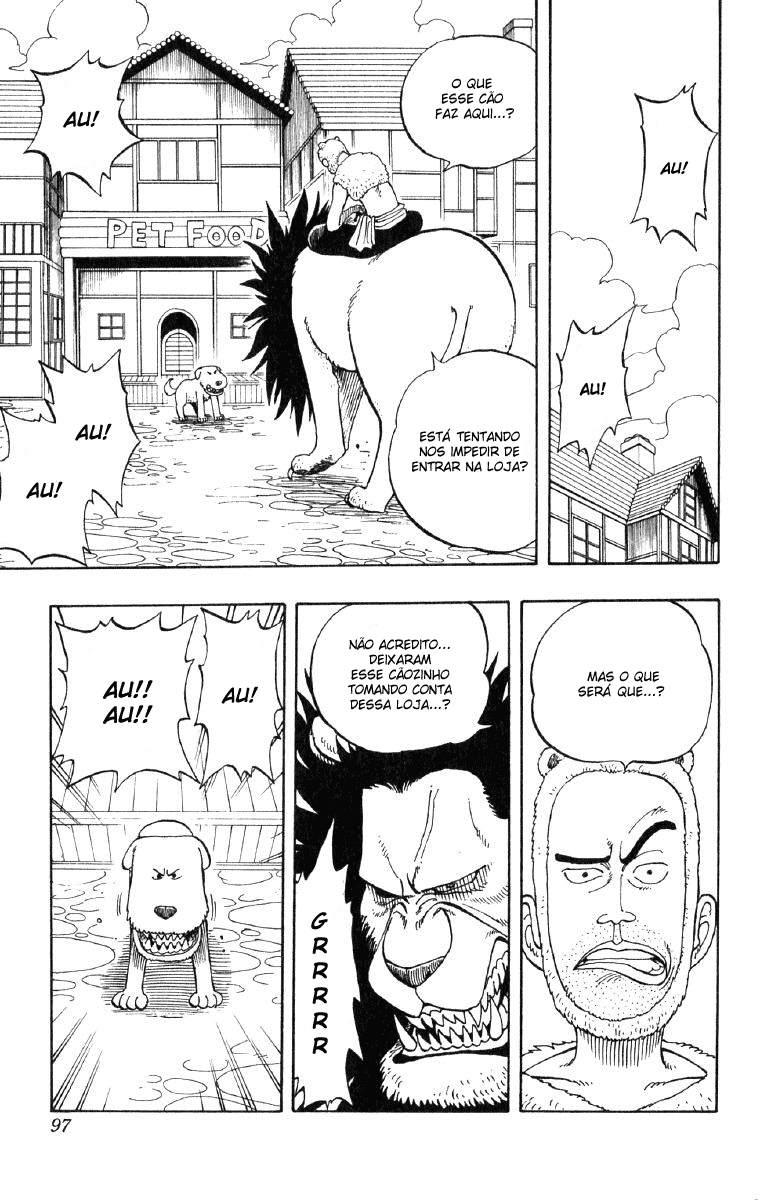 AU!
AU!
O QUE
ESSE CÃO
FAZ AQUI...?
AU!
PET FOOD
ESTÁ TENTANDO
NOS IMPEDIR DE
ENTRAR NA LOJA?
AU!
AU!
MAS O QUE
SERÁ QUE...?
NÃO ACREDITO...
DEIXARAM
ESSE CÃOZINHO
TOMANDO CONTA
DESSA LOJA...?
GRRRRR
AU!
AU!!
AU!!
97